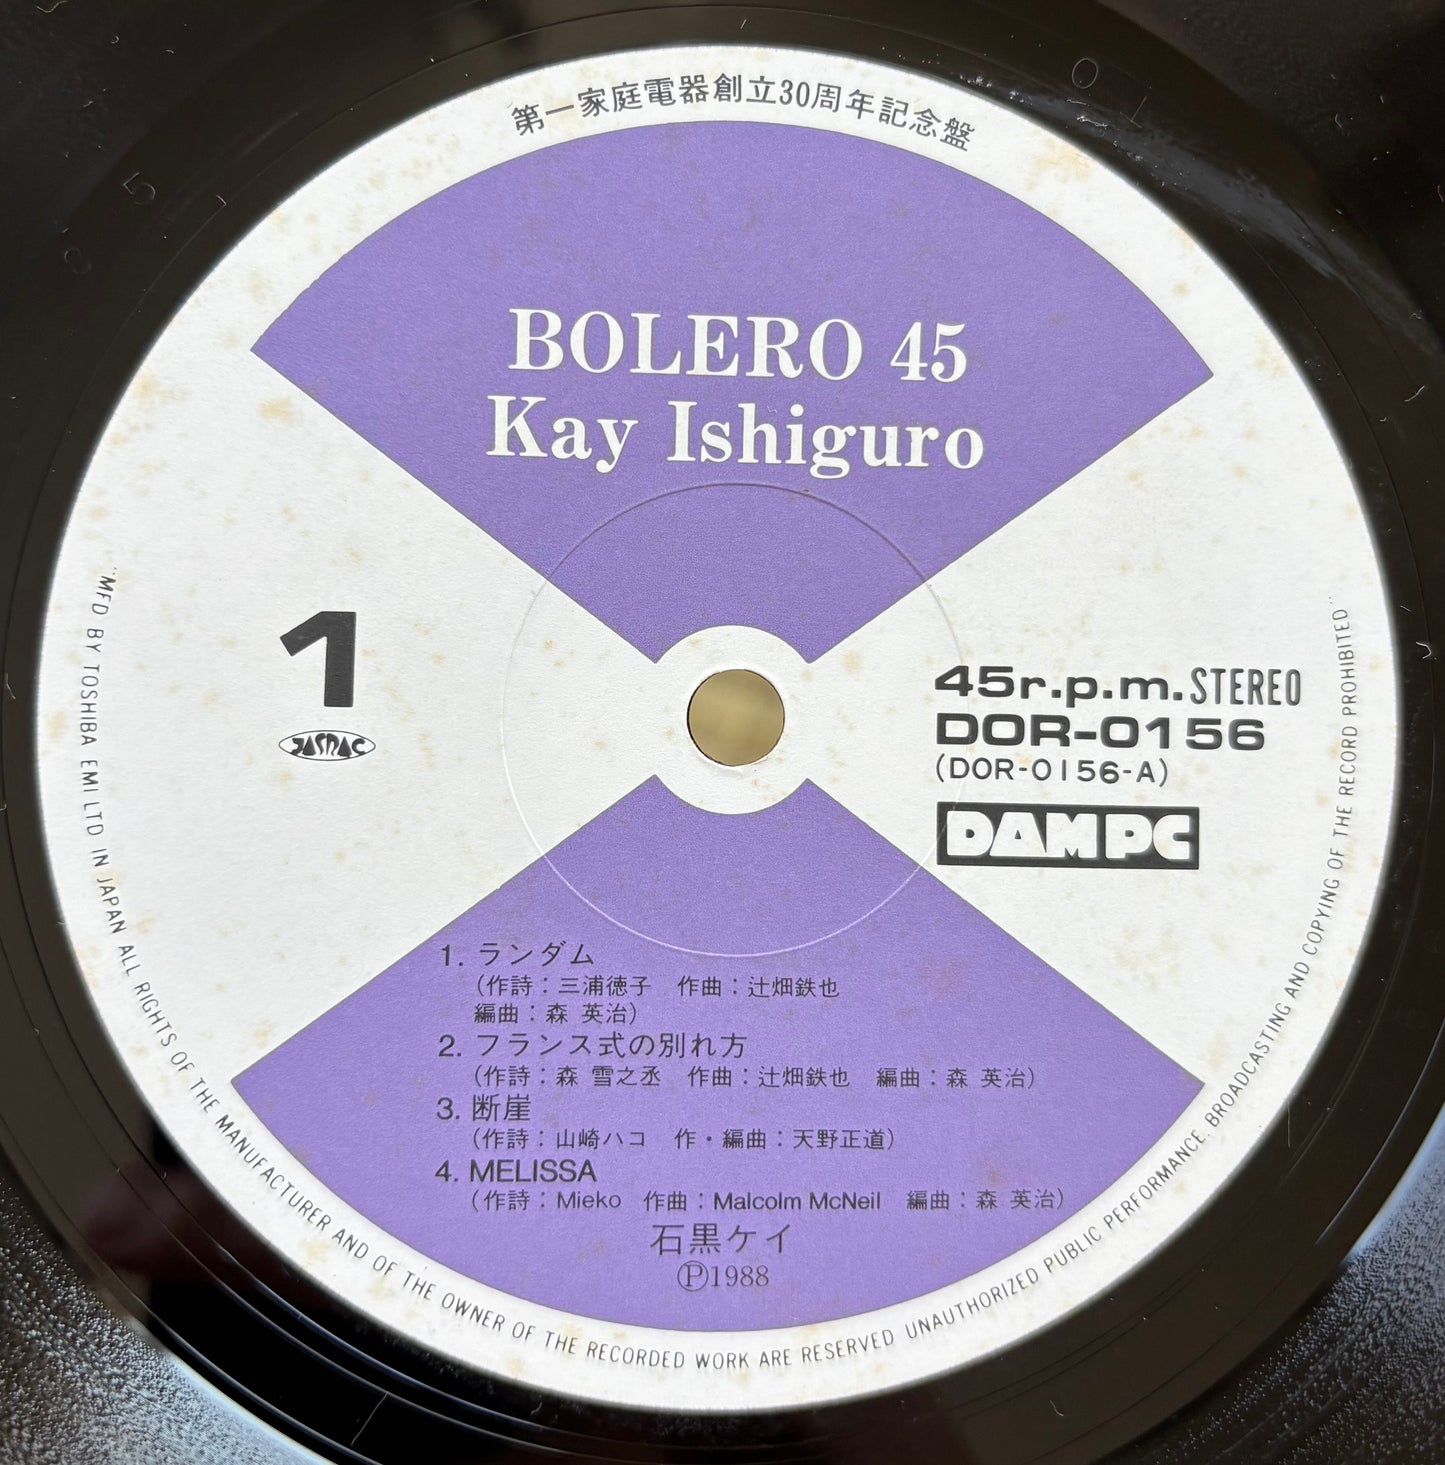 第一家庭電器創立30周年記念盤
BOLERO 45
Kay Ishiguro
1
JASRAC
45r.p.m. STEREO
DOR-0156
(DOR-0156-A)
DAM PC
1. ランダム
(作詩：三浦徳子 作曲：辻畑鉄也
編曲：森 英治)
2. フランス式の別れ方
(作詩：森 雪之丞 作曲：辻畑鉄也 編曲：森 英治)
3. 断崖
(作詩：山崎ハコ 作・編曲：天野正道)
4. MELISSA
(作詩：Mieko 作曲：Malcolm McNeil 編曲：森 英治)
石黒ケイ
Ⓟ1988
"MFD BY TOSHIBA EMI LTD IN JAPAN ALL RIGHTS OF THE MANUFACTURER AND OF THE OWNER OF THE RECORDED WORK ARE RESERVED UNAUTHORIZED PUBLIC PERFORMANCE. BROADCASTING AND COPYING OF THE RECORD PROHIBITED"